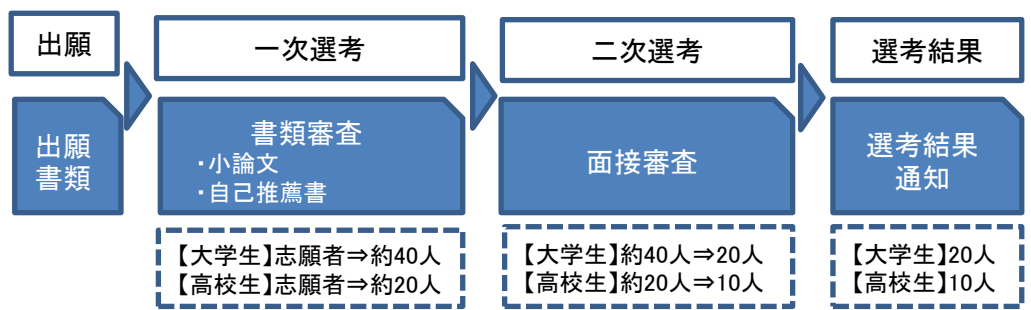 出願
一次選考
二次選考
選考結果
出願
書類
書類審査
・小論文
・自己推薦書
面接審査
選考結果
通知
【大学生】志願者⇒約40人
【高校生】志願者⇒約20人
【大学生】約40人⇒20人
【高校生】約20人⇒10人
【大学生】20人
【高校生】10人